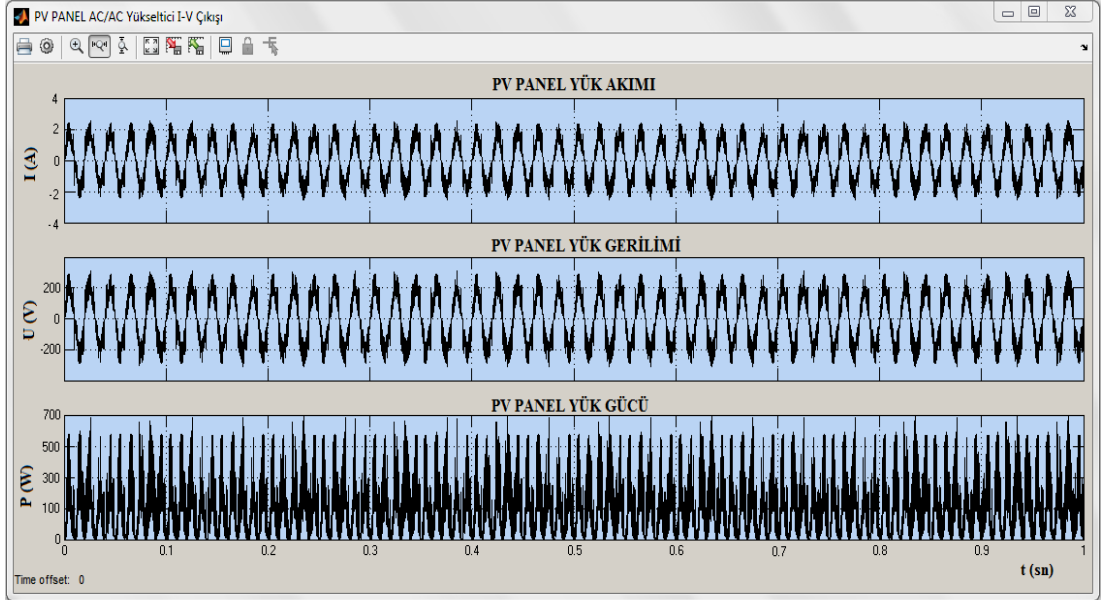 PV PANEL AC/AC Yükseltici I-V Çıkışı
PV PANEL YÜK AKIMI
I (A)
4
2
0
-2
-4
PV PANEL YÜK GERİLİMİ
U (V)
200
0
-200
PV PANEL YÜK GÜCÜ
P (W)
700
500
300
100
0
0 0.1 0.2 0.3 0.4 0.5 0.6 0.7 0.8 0.9 1
t (sn)
Time offset: 0